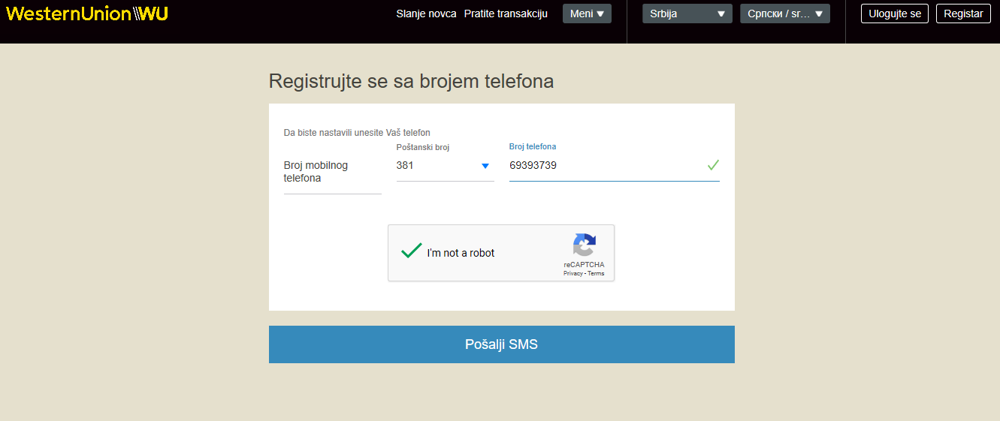 WesternUnion WU
Slanje novca Pratite transakciju Meni Srbija Српски / sr... Ulogujte se Registar
Registrujte se sa brojem telefona
Da biste nastavili unesite Vaš telefon
Poštanski broj Broj telefona
Broj mobilnog telefona 381 69393739
I'm not a robot
reCAPTCHA
Privacy - Terms
Pošalji SMS